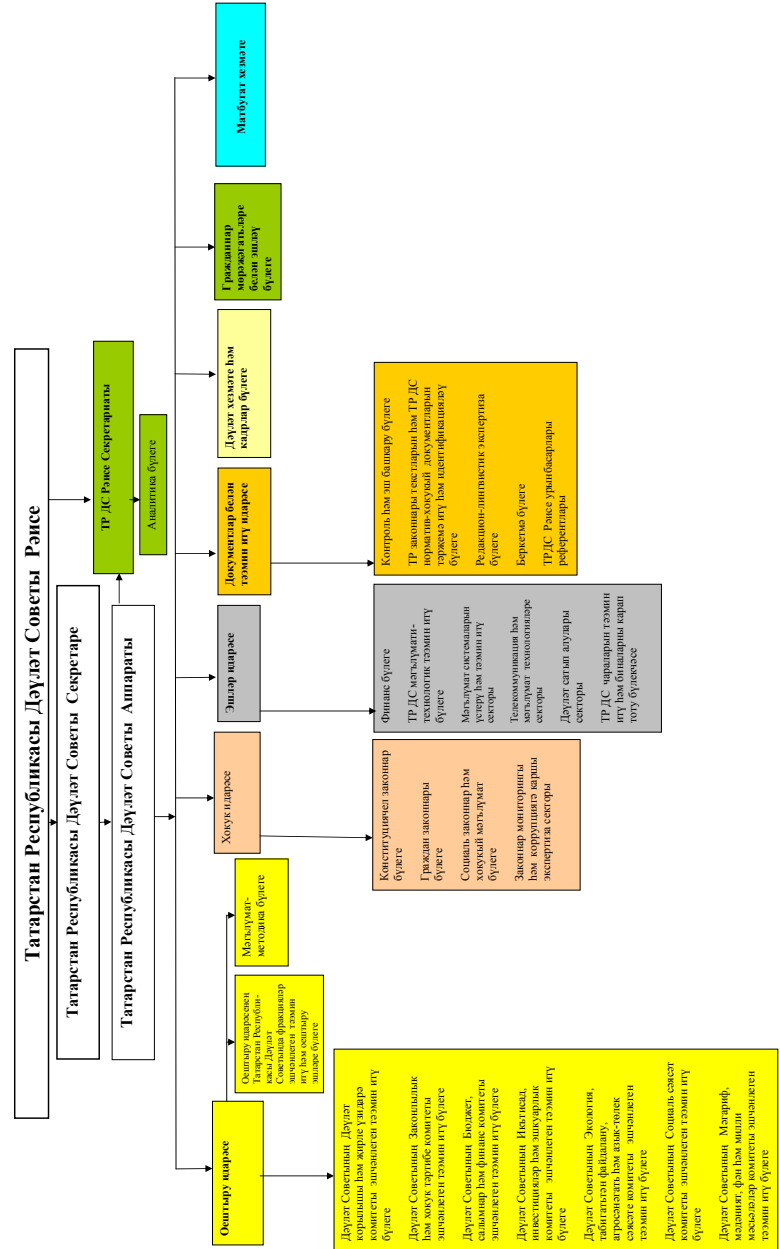 Татарстан Республикасы Дәүләт Советы Рәисе
Татарстан Республикасы Дәүләт Советы Секретаре
ТР ДС Рәисе Секретариаты
Татарстан Республикасы Дәүләт Советы Аппараты
Аналитика бүлеге
Оештыру идарәсе
Оештыру идарәсенең
Татарстан Республи-
касы Дәүләт
Советында фракцияләр
эшчәнлеген тәэмин
итү һәм оештыру
эшләре бүлеге
Мәгълүмат-
методика бүлеге
Хокук идарәсе
Эшләр идарәсе
Документлар белән
тәэмин итү идарәсе
Дәүләт хезмәте һәм
кадрлар бүлеге
Гражданнар
мөрәҗәгатьләре
белән эшләү
бүлеге
Матбугат хезмәте
Дәүләт Советының Дәүләт
корылышы һәм җирле үзидарә
комитеты эшчәнлеген тәэмин итү
бүлеге
Дәүләт Советының Законлылык
һәм хокук тәртибе комитеты
эшчәнлеген тәэмин итү бүлеге
Дәүләт Советының Бюджет,
салымнар һәм финанс комитеты
эшчәнлеген тәэмин итү бүлеге
Дәүләт Советының Икътисад,
инвестицияләр һәм эшкуарлык
комитеты эшчәнлеген тәэмин итү
бүлеге
Дәүләт Советының Экология,
табигатьтән файдалану,
агросәнәгать һәм азык-төлек
сәясәте комитеты эшчәнлеген
тәэмин итү бүлеге
Дәүләт Советының Социаль сәясәт
комитеты эшчәнлеген тәэмин итү
бүлеге
Дәүләт Советының Мәгариф,
мәдәният, фән һәм милли
мәсьәләләр комитеты эшчәнлеген
тәэмин итү бүлеге
Конституциячел законнар
бүлеге
Граждан законнары
бүлеге
Социаль законнар һәм
хокукый мәгълүмат
бүлеге
Законнар мониторингы
һәм коррупциягә каршы
экспертиза секторы
Финанс бүлеге
ТР ДС мәгълүмати-
технологик тәэмин итү
бүлеге
Мәгълүмат системаларын
үстерү һәм тәэмин итү
секторы
Телекоммуникация һәм
мәгълүмат технологияләре
секторы
Дәүләт сатып алулары
секторы
ТР ДС чараларын тәэмин
итү һәм биналарны карап
тоту бүлекчәсе
Контроль һәм эш башкару бүлеге
ТР законнары текстларын һәм ТР ДС
норматив-хокукый документларын
тәрҗемә итү һәм идентификацияләү
бүлеге
Редакцион-лингвистик экспертиза
бүлеге
Беркетмә бүлеге
ТРДС Рәисе урынбасарлары
референтлары